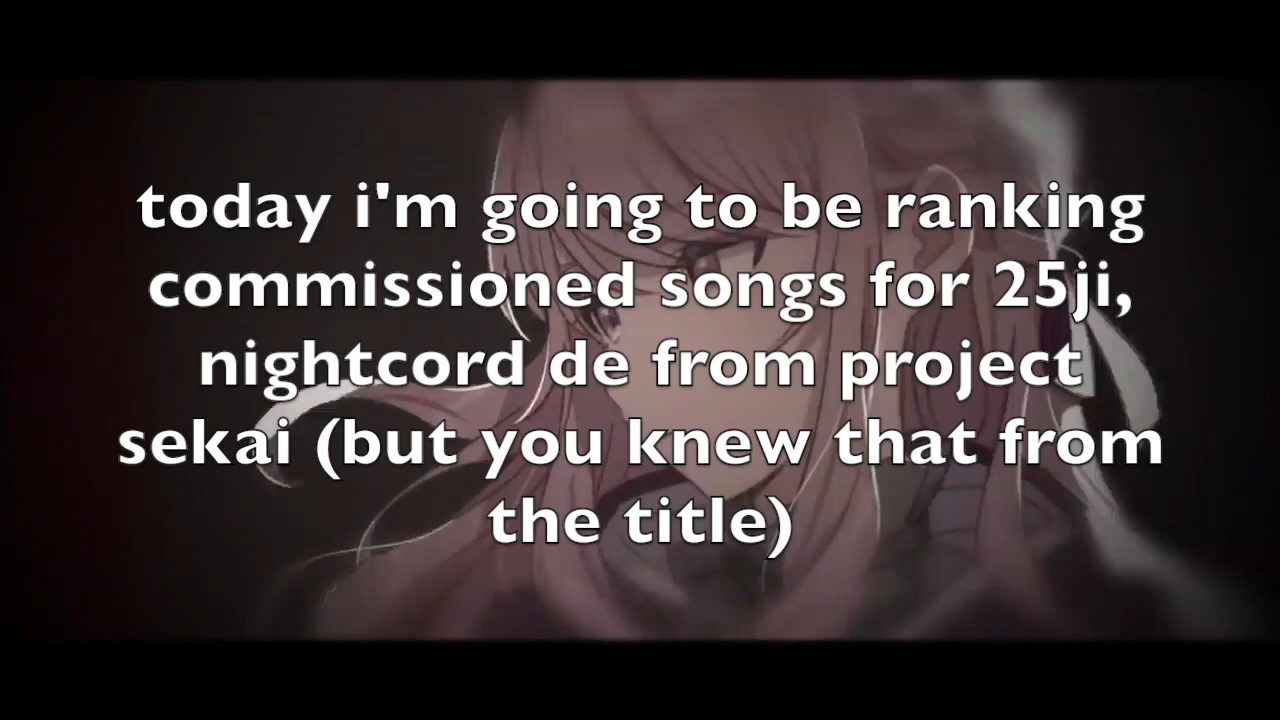 today i'm going to be ranking
commissioned songs for 25ji,
nightcord de from project
sekai (but you knew that from
the title)